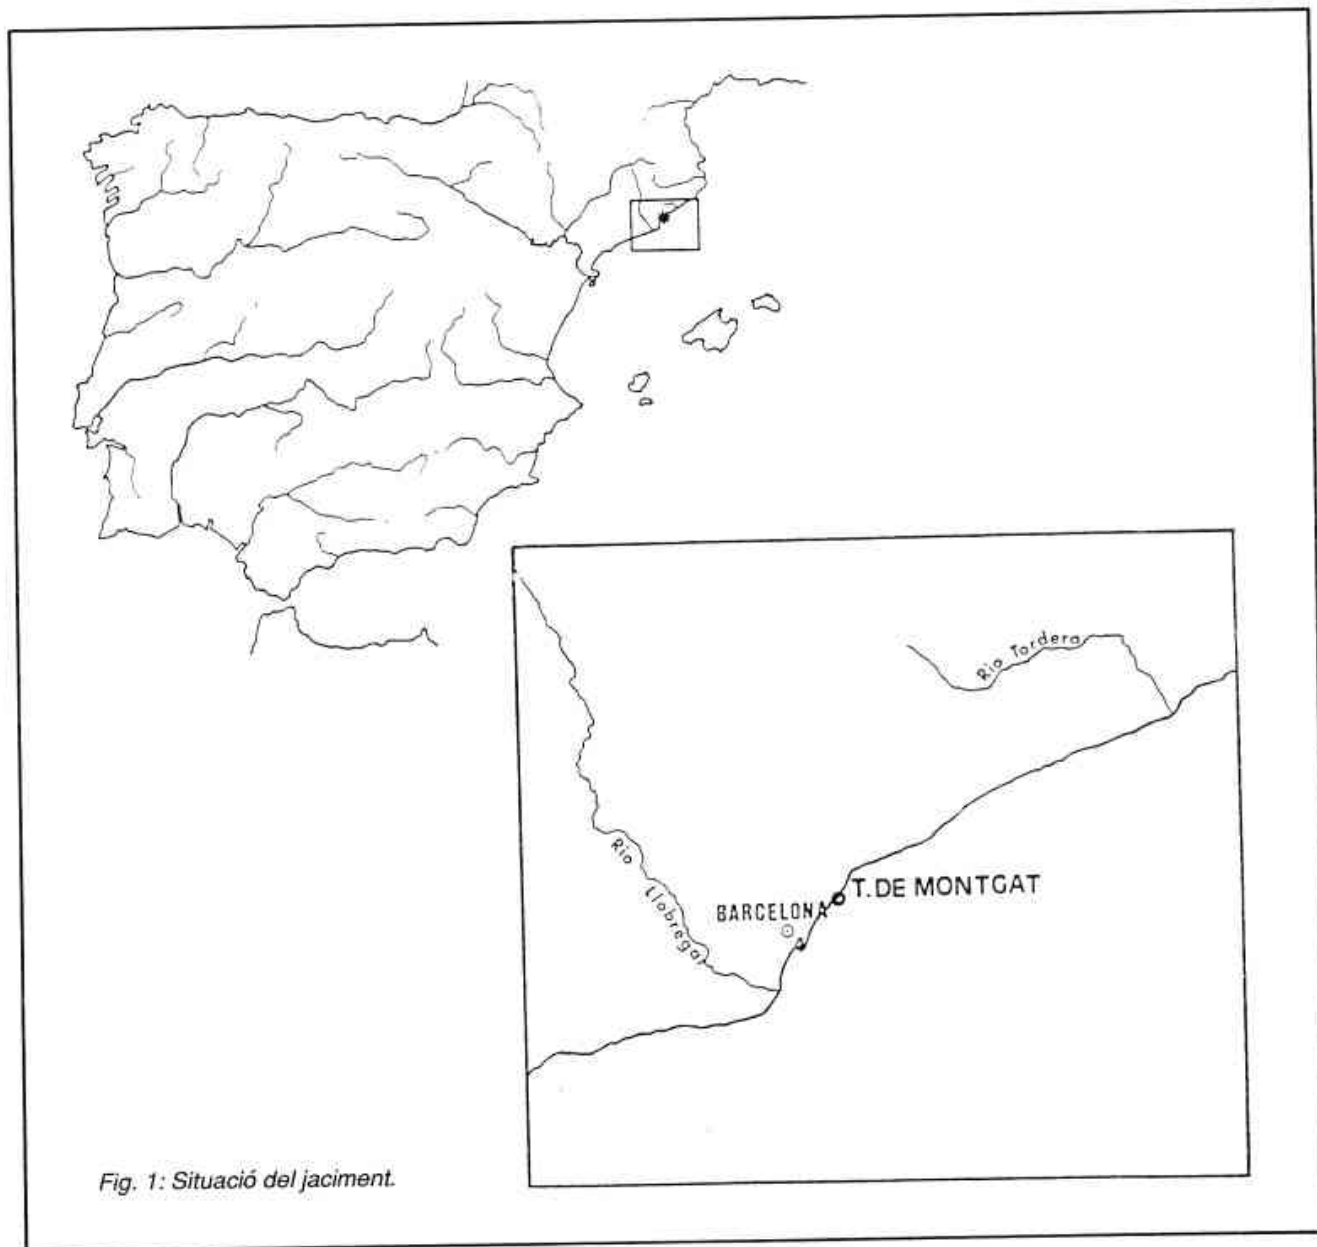 Rio Tordera
Rio Llobregat
BARCELONA
T. DE MONTGAT
Fig. 1: Situació del jaciment.